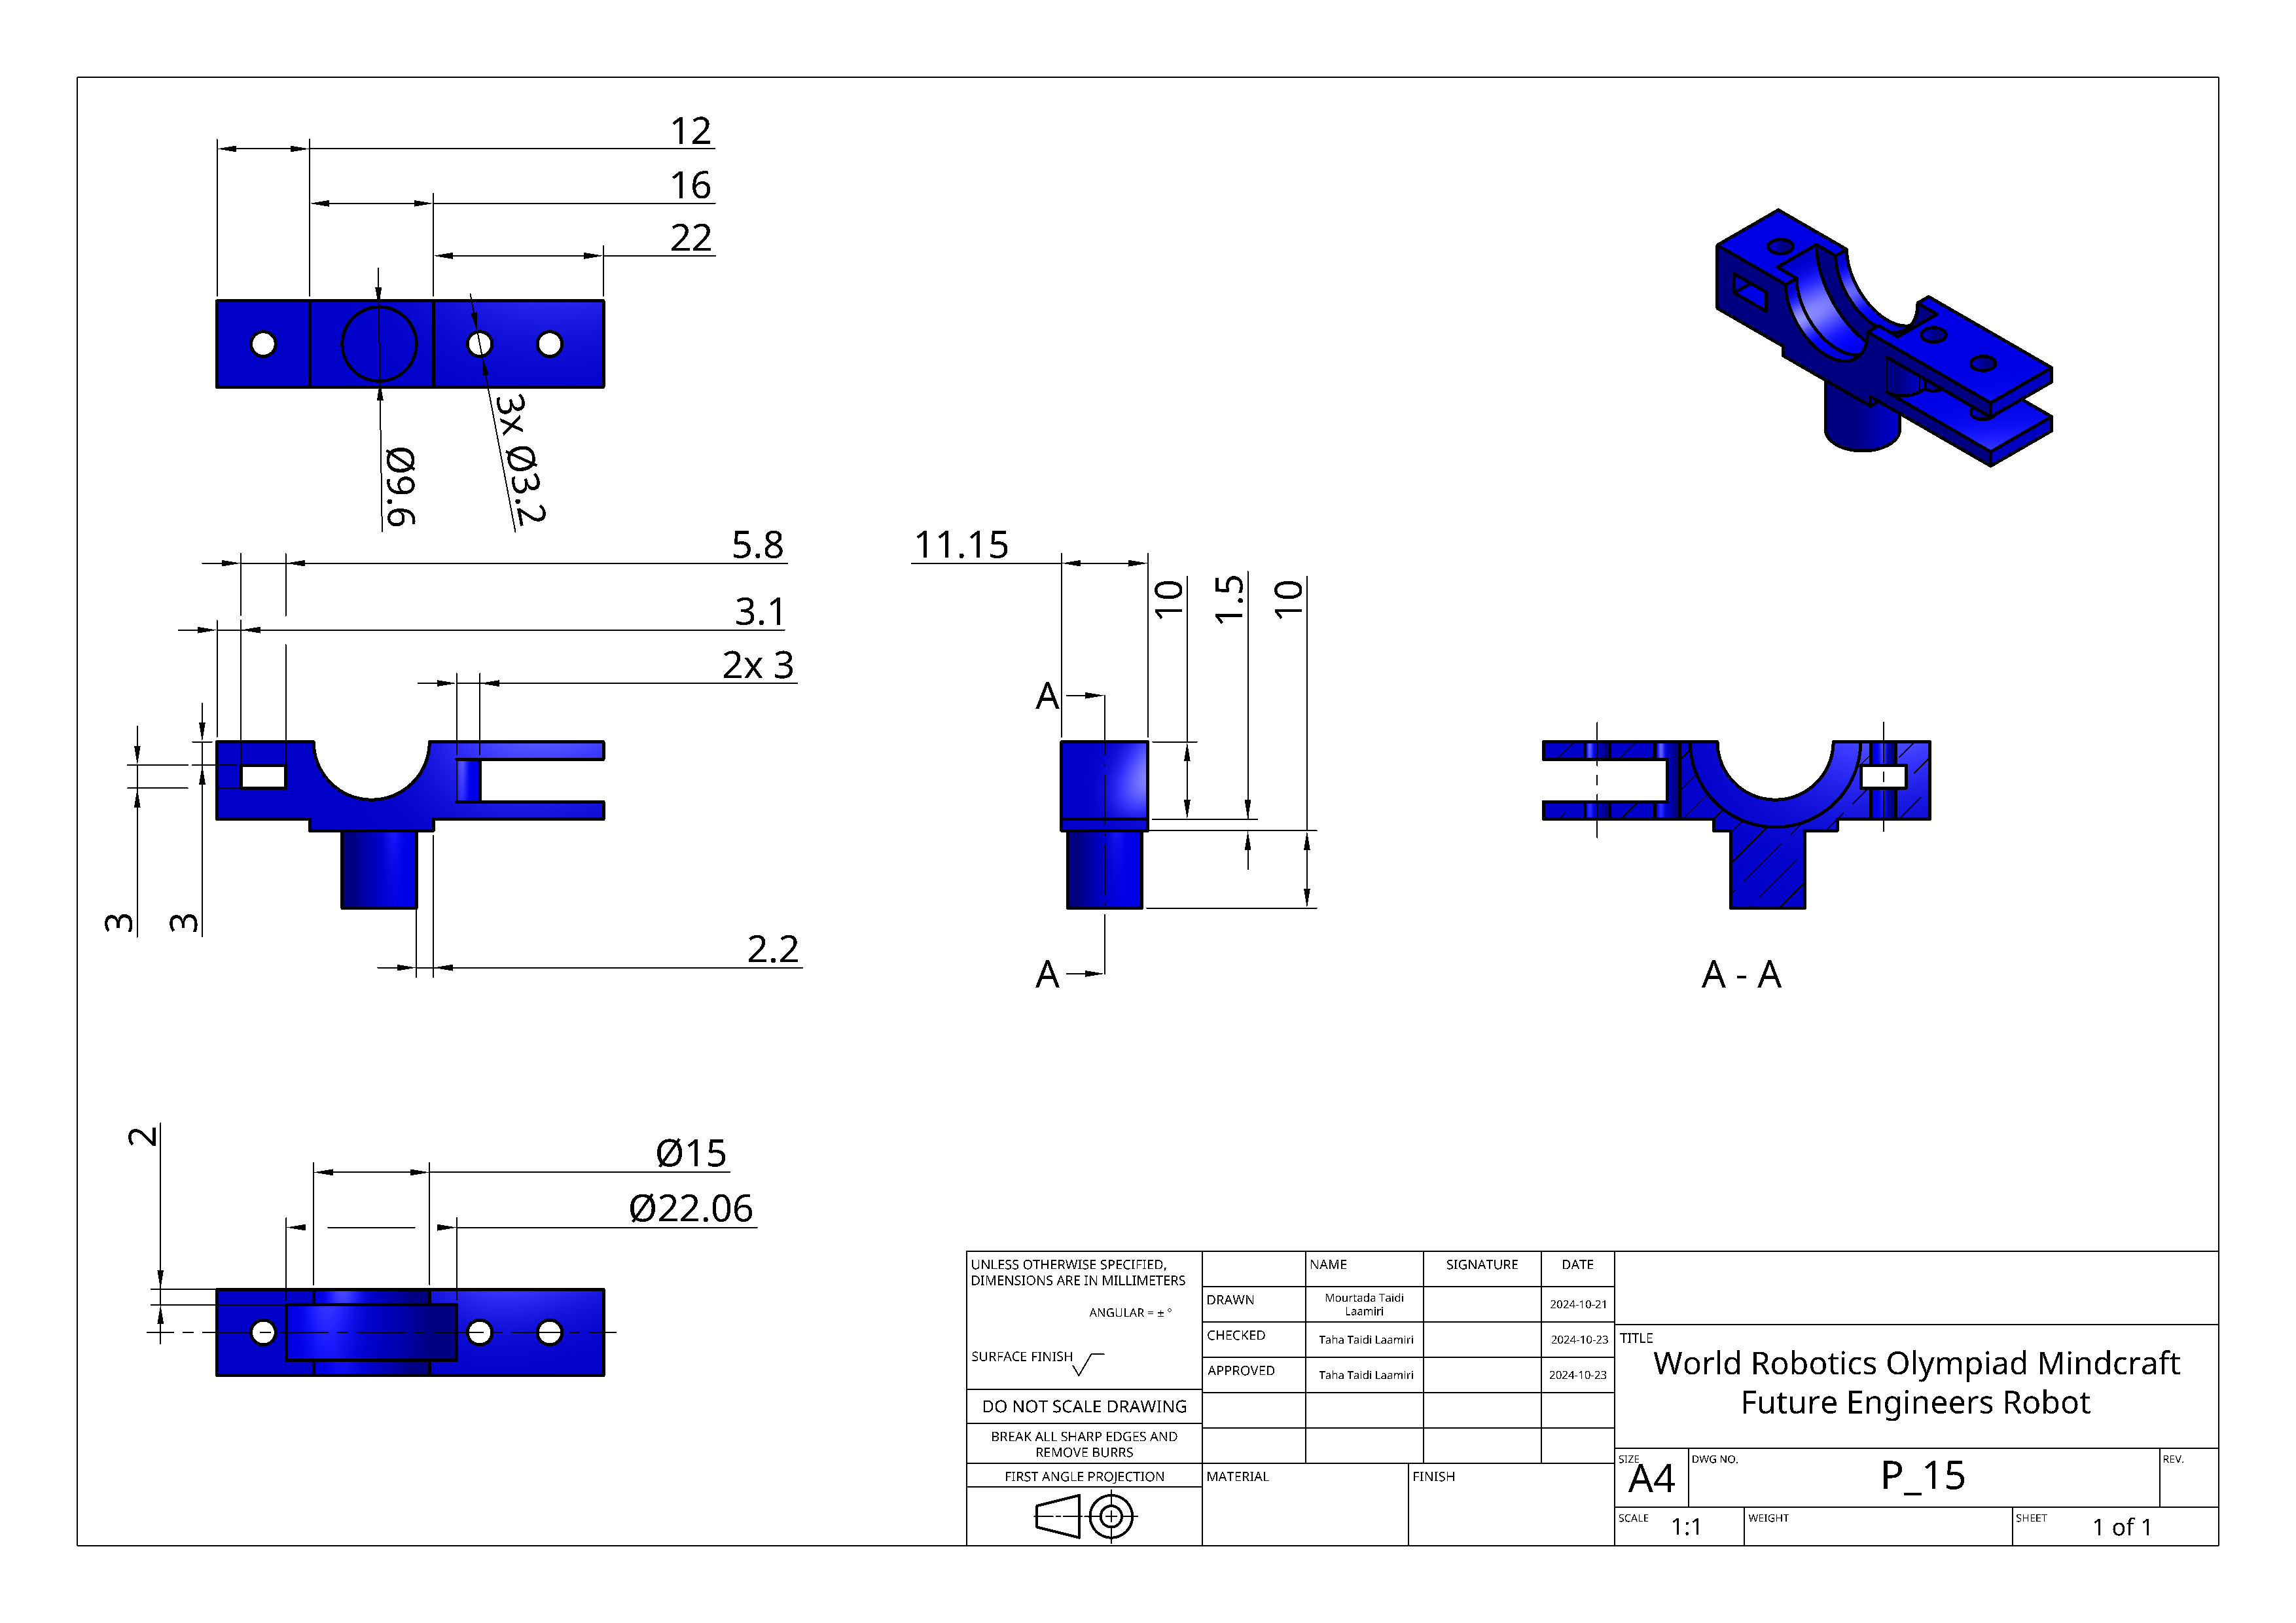 12
16
22
Ø9.6
3x Ø3.2
5.8
3.1
2x 3
3
3
2.2
11.15
10
1.5
10
A
A
A - A
2
Ø15
Ø22.06
UNLESS OTHERWISE SPECIFIED,
DIMENSIONS ARE IN MILLIMETERS
ANGULAR = ± °
SURFACE FINISH
DO NOT SCALE DRAWING
BREAK ALL SHARP EDGES AND
REMOVE BURRS
FIRST ANGLE PROJECTION
NAME SIGNATURE DATE
DRAWN Mourtada Taidi
Laamiri 2024-10-21
CHECKED Taha Taidi Laamiri 2024-10-23
APPROVED Taha Taidi Laamiri 2024-10-23
MATERIAL FINISH
TITLE
World Robotics Olympiad Mindcraft
Future Engineers Robot
SIZE A4 DWG NO. P_15 REV.
SCALE 1:1 WEIGHT SHEET 1 of 1